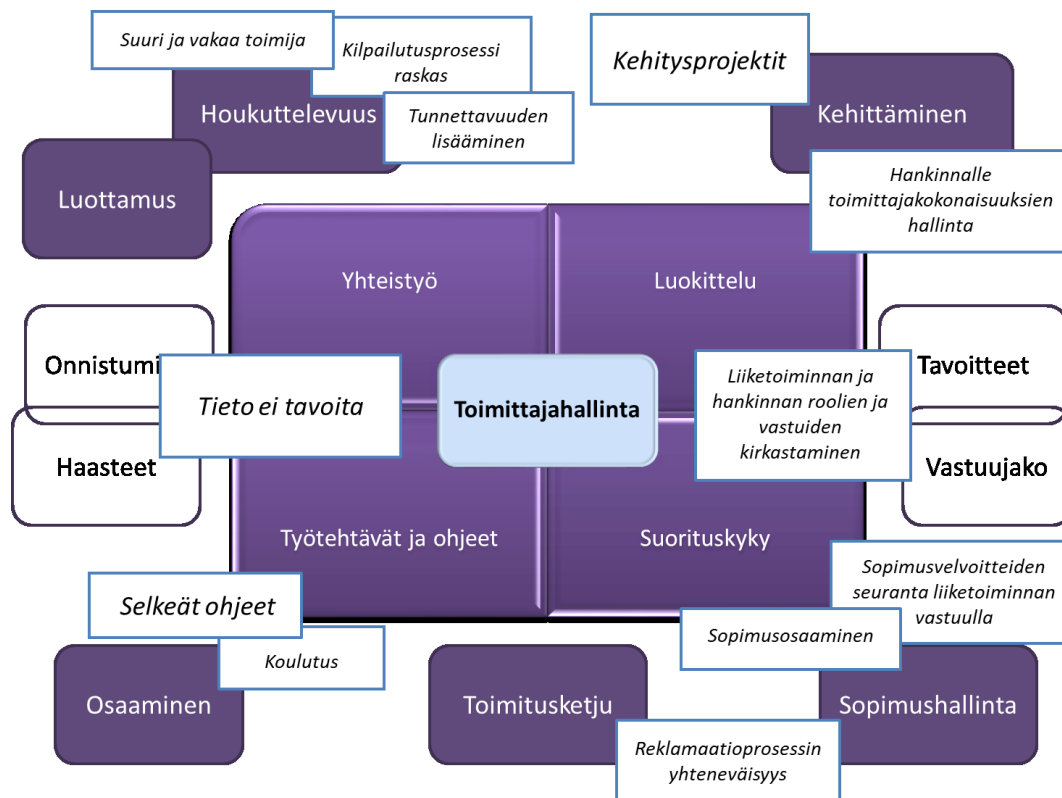 Suuri ja vakaa toimija
Kilpailutusprosessi
raskas
Houkuttelevuus
Tunnettavuuden
lisääminen
Kehitysprojektit
Kehittäminen
Luottamus
Hankinnalle
toimittajakokonaisuuksien
hallinta
Yhteistyö
Luokittelu
Onnistumi
Tieto ei tavoita
Haasteet
Toimittajahallinta
Liiketoiminnan ja
hankinnan roolien ja
vastuiden
kirkastaminen
Tavoitteet
Vastuujako
Työtehtävät ja ohjeet
Suorituskyky
Selkeät ohjeet
Koulutus
Osaaminen
Sopimusvelvoitteiden
seuranta liiketoiminnan
vastuulla
Sopimusosaaminen
Toimitusketju
Sopimushallinta
Reklamaatioprosessin
yhteneväisyys